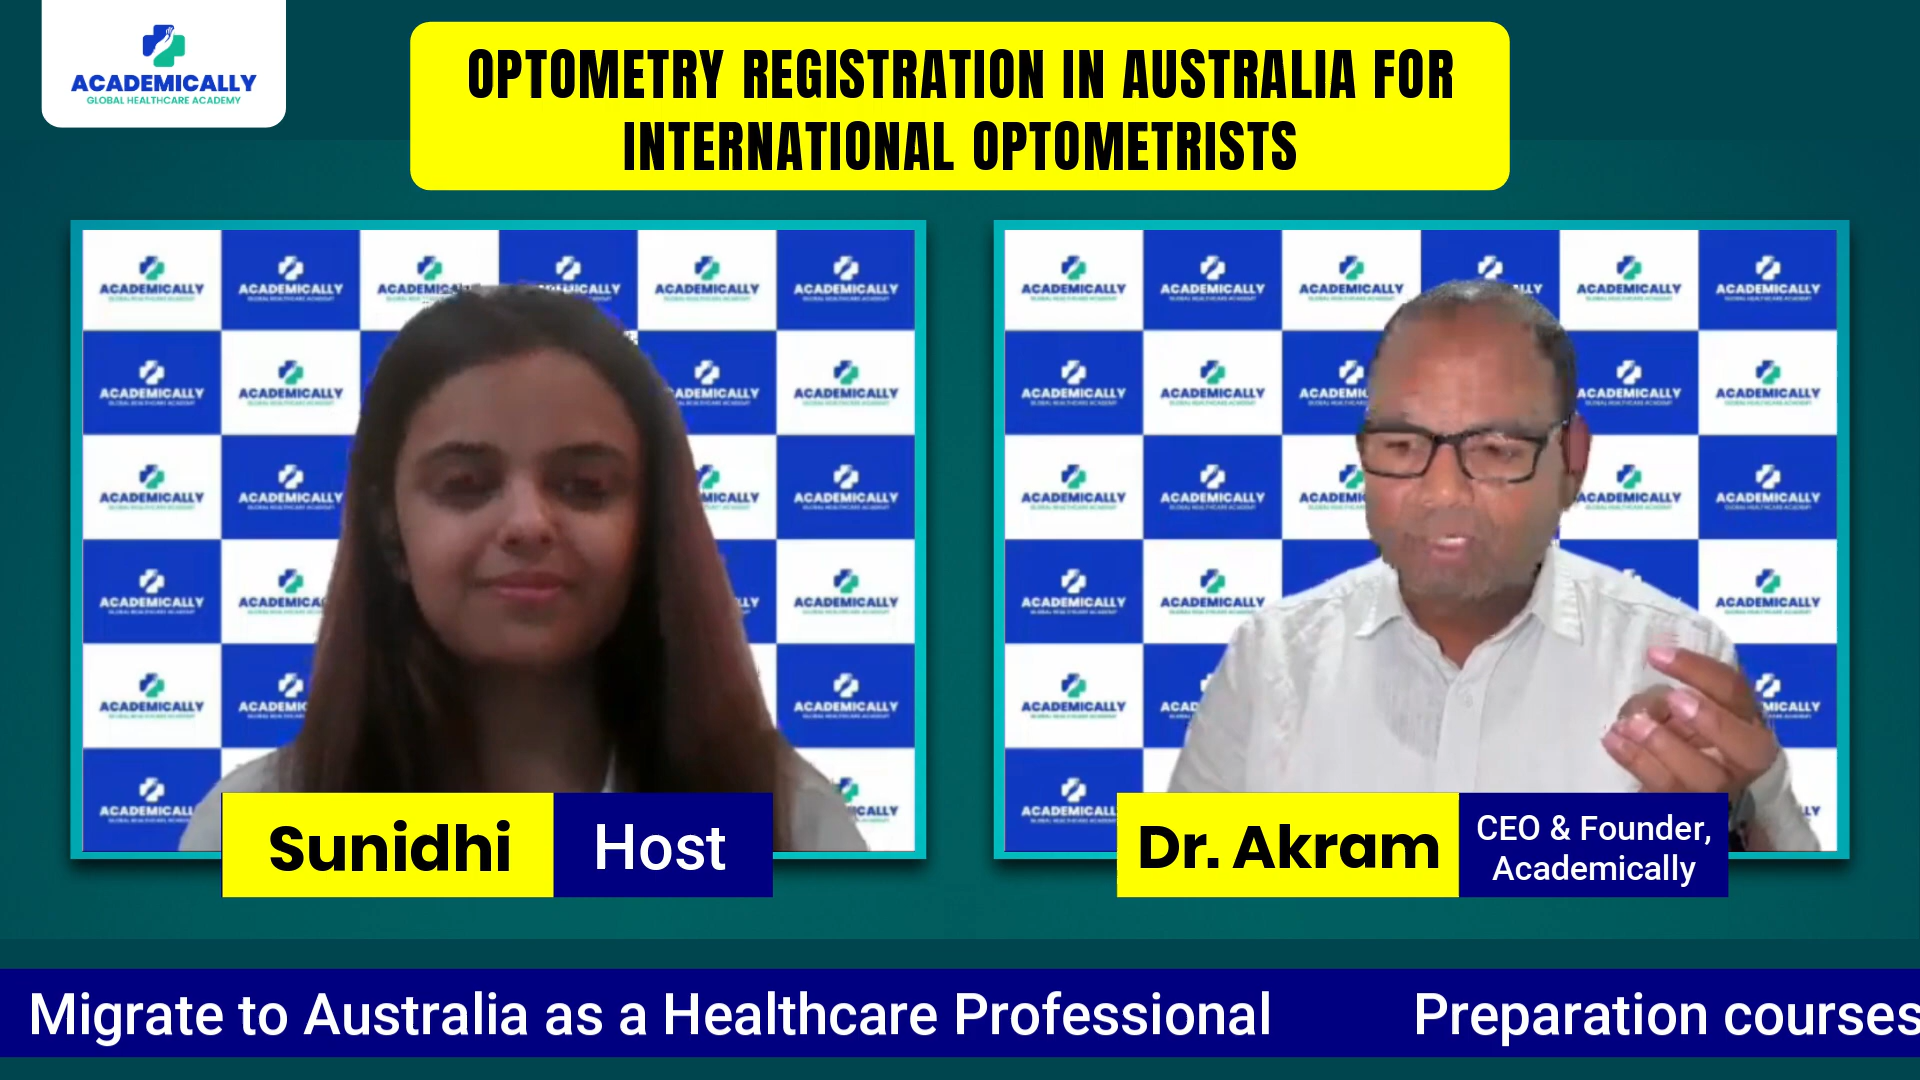 ACADEMICALLY
GLOBAL HEALTHCARE ACADEMY
OPTOMETRY REGISTRATION IN AUSTRALIA FOR
INTERNATIONAL OPTOMETRISTS
Sunidhi
Host
Dr. Akram
CEO & Founder,
Academically
Migrate to Australia as a Healthcare Professional
Preparation courses